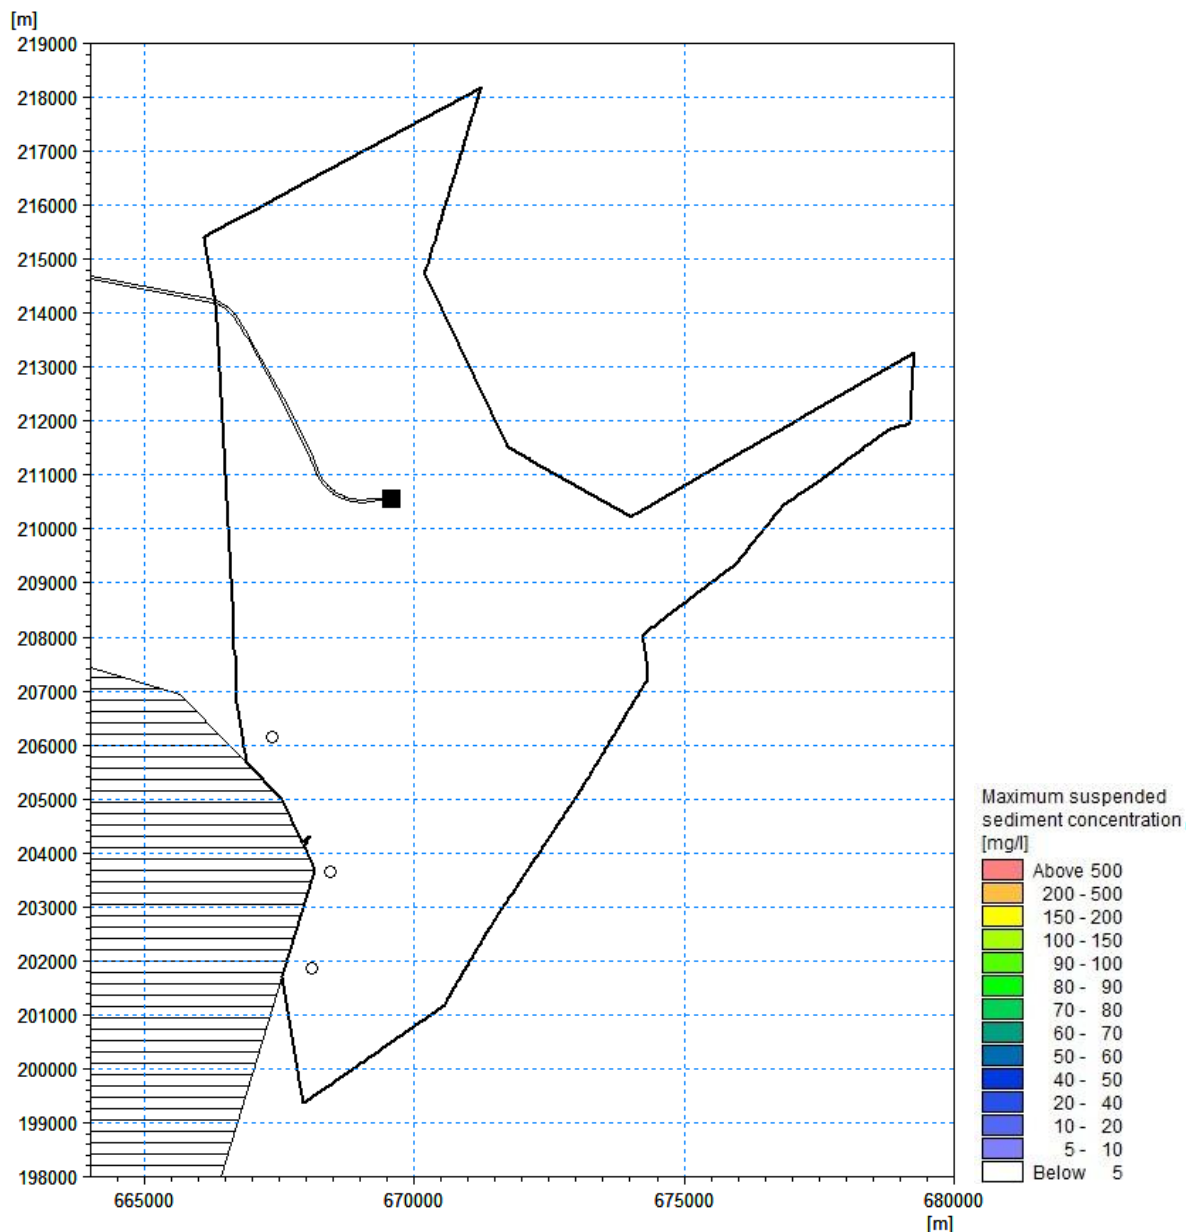 [m]
219000
218000
217000
216000
215000
214000
213000
212000
211000
210000
209000
208000
207000
206000
205000
204000
203000
202000
201000
200000
199000
198000
665000 670000 675000 680000
[m]
Maximum suspended
sediment concentration
[mg/l]
Above 500
200 - 500
150 - 200
100 - 150
90 - 100
80 - 90
70 - 80
60 - 70
50 - 60
40 - 50
20 - 40
10 - 20
5 - 10
Below 5